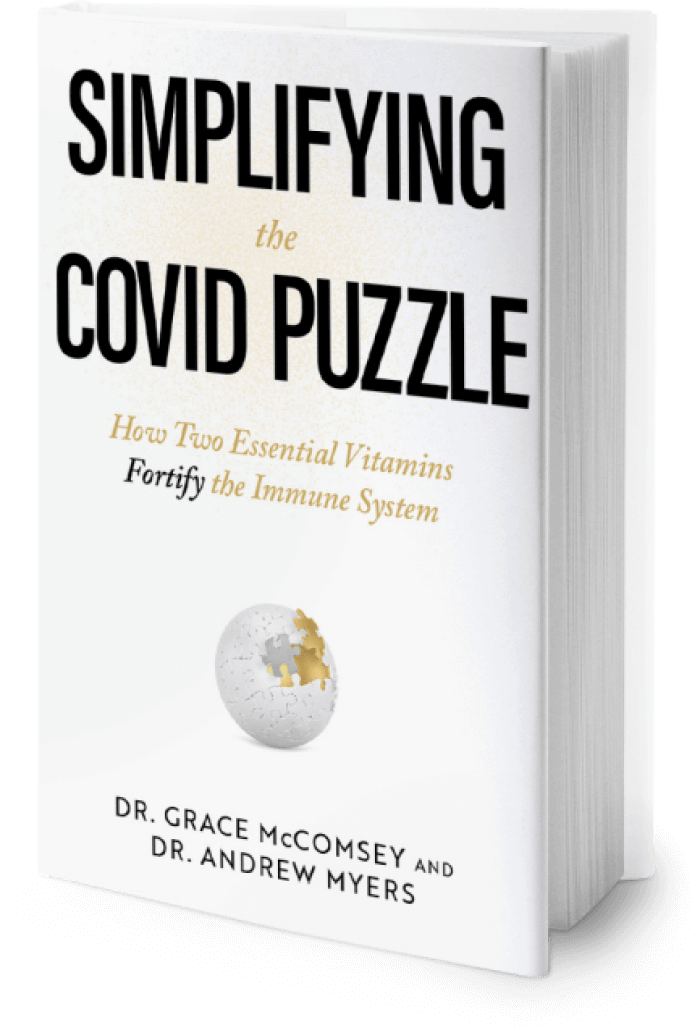 SIMPLIFYING
the
COVID PUZZLE
How Two Essential Vitamins
Fortify the Immune System
DR. GRACE McCOMSEY AND
DR. ANDREW MYERS